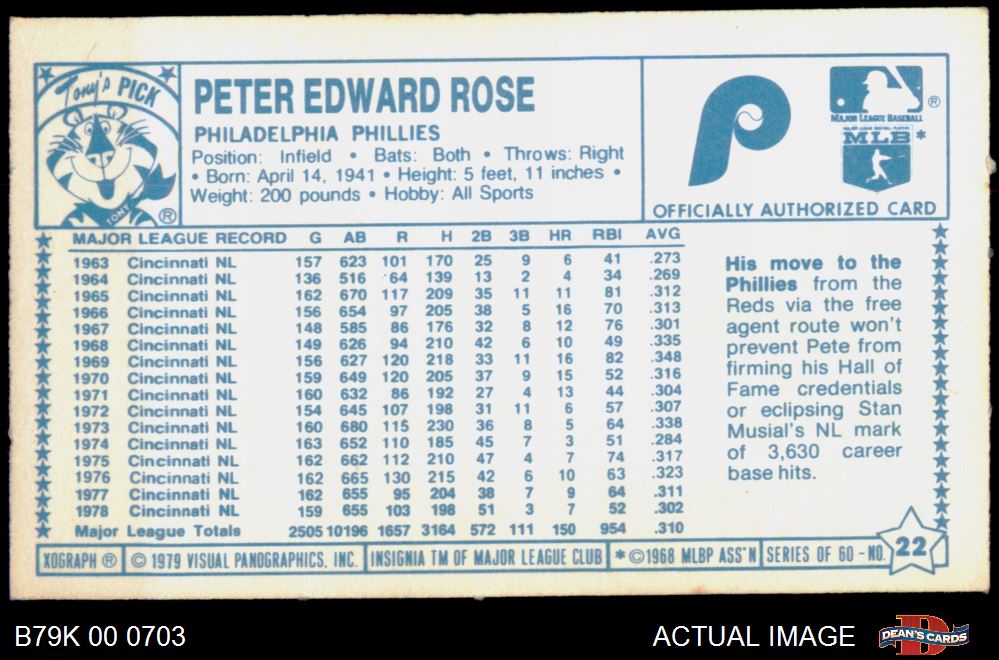 Tony's PICK
TONY
®
PETER EDWARD ROSE
PHILADELPHIA PHILLIES
Position: Infield • Bats: Both • Throws: Right
• Born: April 14, 1941 • Height: 5 feet, 11 inches •
Weight: 200 pounds • Hobby: All Sports
P
MAJOR LEAGUE BASEBALL ®
MAJOR LEAGUE BASEBALL PLAYERS
MLB *
OFFICIALLY AUTHORIZED CARD
MAJOR LEAGUE RECORD G AB R H 2B 3B HR RBI AVG
1963 Cincinnati NL 157 623 101 170 25 9 6 41 .273
1964 Cincinnati NL 136 516 64 139 13 2 4 34 .269
1965 Cincinnati NL 162 670 117 209 35 11 11 81 .312
1966 Cincinnati NL 156 654 97 205 38 5 16 70 .313
1967 Cincinnati NL 148 585 86 176 32 8 12 76 .301
1968 Cincinnati NL 149 626 94 210 42 6 10 49 .335
1969 Cincinnati NL 156 627 120 218 33 11 16 82 .348
1970 Cincinnati NL 159 649 120 205 37 9 15 52 .316
1971 Cincinnati NL 160 632 86 192 27 4 13 44 .304
1972 Cincinnati NL 154 645 107 198 31 11 6 57 .307
1973 Cincinnati NL 160 680 115 230 36 8 5 64 .338
1974 Cincinnati NL 163 652 110 185 45 7 3 51 .284
1975 Cincinnati NL 162 662 112 210 47 4 7 74 .317
1976 Cincinnati NL 162 665 130 215 42 6 10 63 .323
1977 Cincinnati NL 162 655 95 204 38 7 9 64 .311
1978 Cincinnati NL 159 655 103 198 51 3 7 52 .302
Major League Totals 2505 10196 1657 3164 572 111 150 954 .310
His move to the
Phillies from the
Reds via the free
agent route won't
prevent Pete from
firming his Hall of
Fame credentials
or eclipsing Stan
Musial's NL mark
of 3,630 career
base hits.
XOGRAPH ® © 1979 VISUAL PANOGRAPHICS, INC. INSIGNIA TM OF MAJOR LEAGUE CLUB * ©1968 MLBP ASS'N SERIES OF 60 - NO. 22
B79K 00 0703
ACTUAL IMAGE
D
DEAN'S CARDS